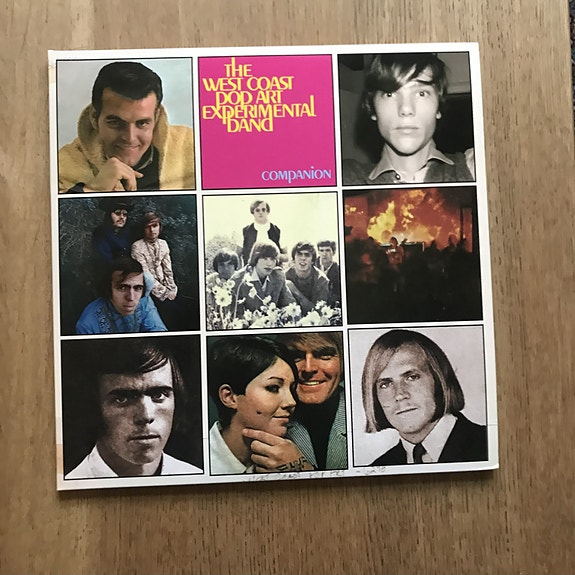 THE
WEST COAST
POP ART
EXPERIMENTAL
BAND
COMPANION